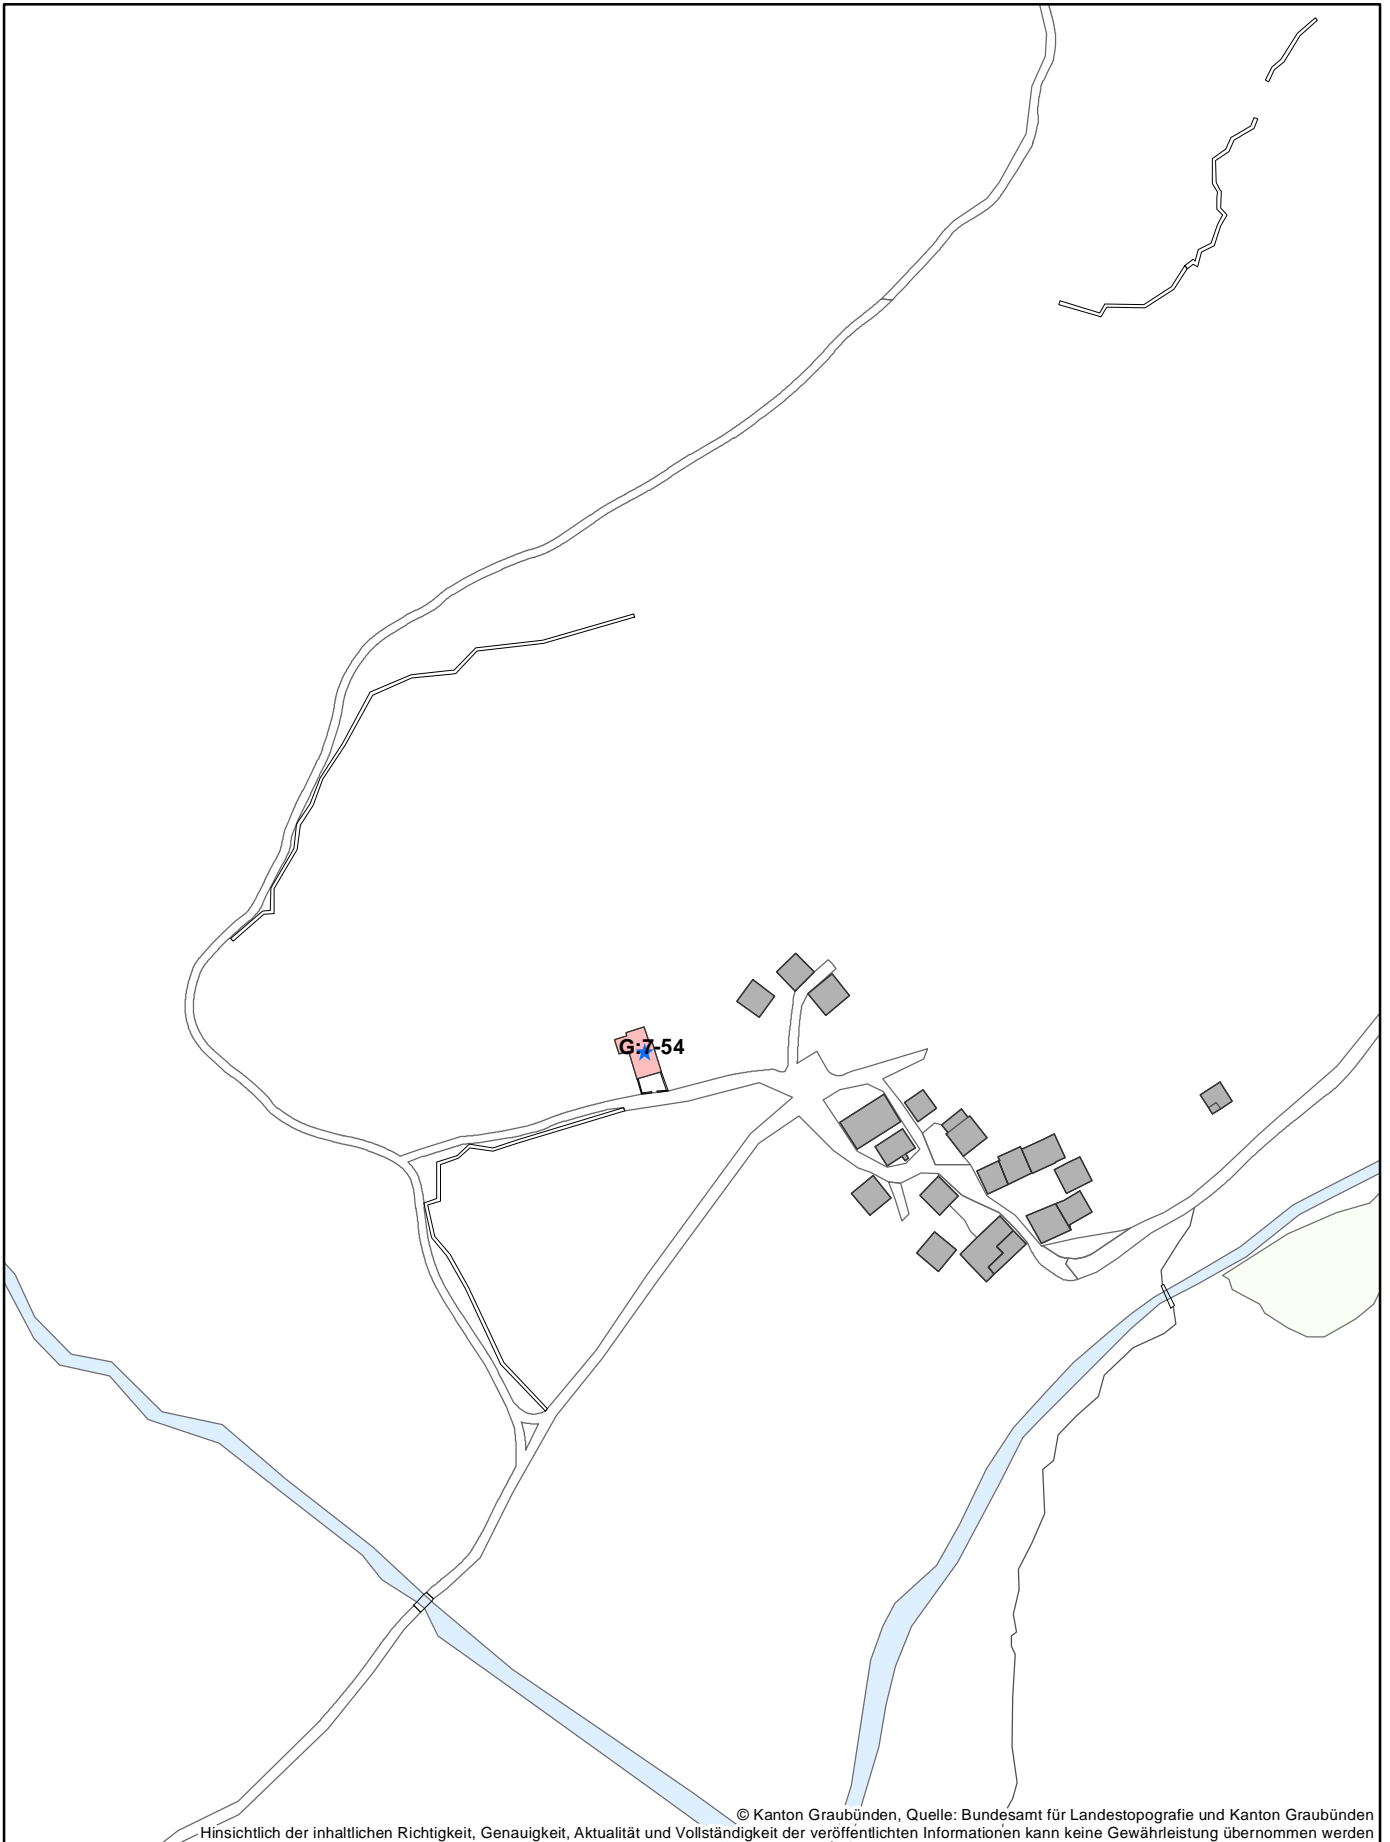 G:7-54
© Kanton Graubünden, Quelle: Bundesamt für Landestopografie und Kanton Graubünden
Hinsichtlich der inhaltlichen Richtigkeit, Genauigkeit, Aktualität und Vollständigkeit der veröffentlichten Informationen kann keine Gewährleistung übernommen werden